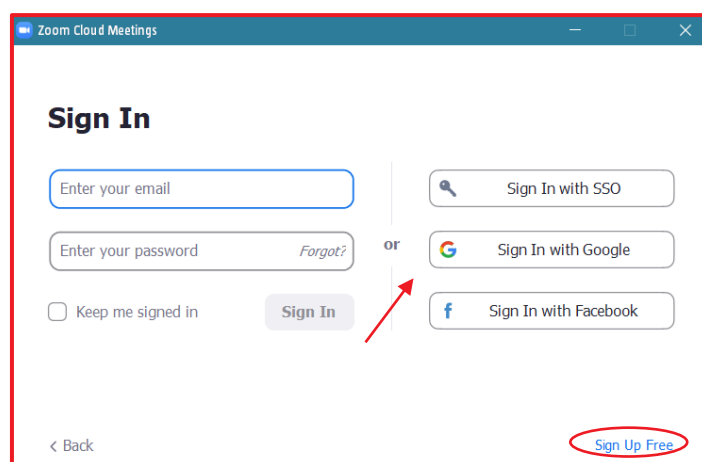 Zoom Cloud Meetings
Sign In
Enter your email
Enter your password Forgot?
Keep me signed in Sign In
or
Sign In with SSO
Sign In with Google
Sign In with Facebook
Back
Sign Up Free